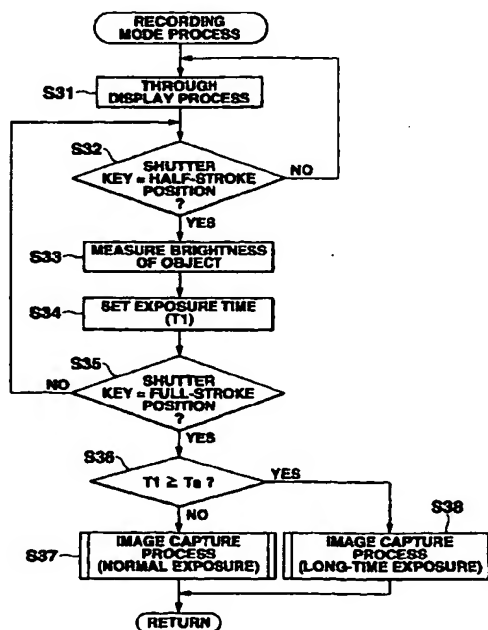 RECORDING
MODE PROCESS
S31
THROUGH
DISPLAY PROCESS
S32
SHUTTER
KEY = HALF-STROKE
POSITION
?
NO
YES
S33
MEASURE BRIGHTNESS
OF OBJECT
S34
SET EXPOSURE TIME
(T1)
S35
SHUTTER
KEY = FULL-STROKE
POSITION
?
NO
YES
S36
T1 ≥ Ta ?
YES
NO
S37
IMAGE CAPTURE
PROCESS
(NORMAL EXPOSURE)
S38
IMAGE CAPTURE
PROCESS
(LONG-TIME EXPOSURE)
RETURN